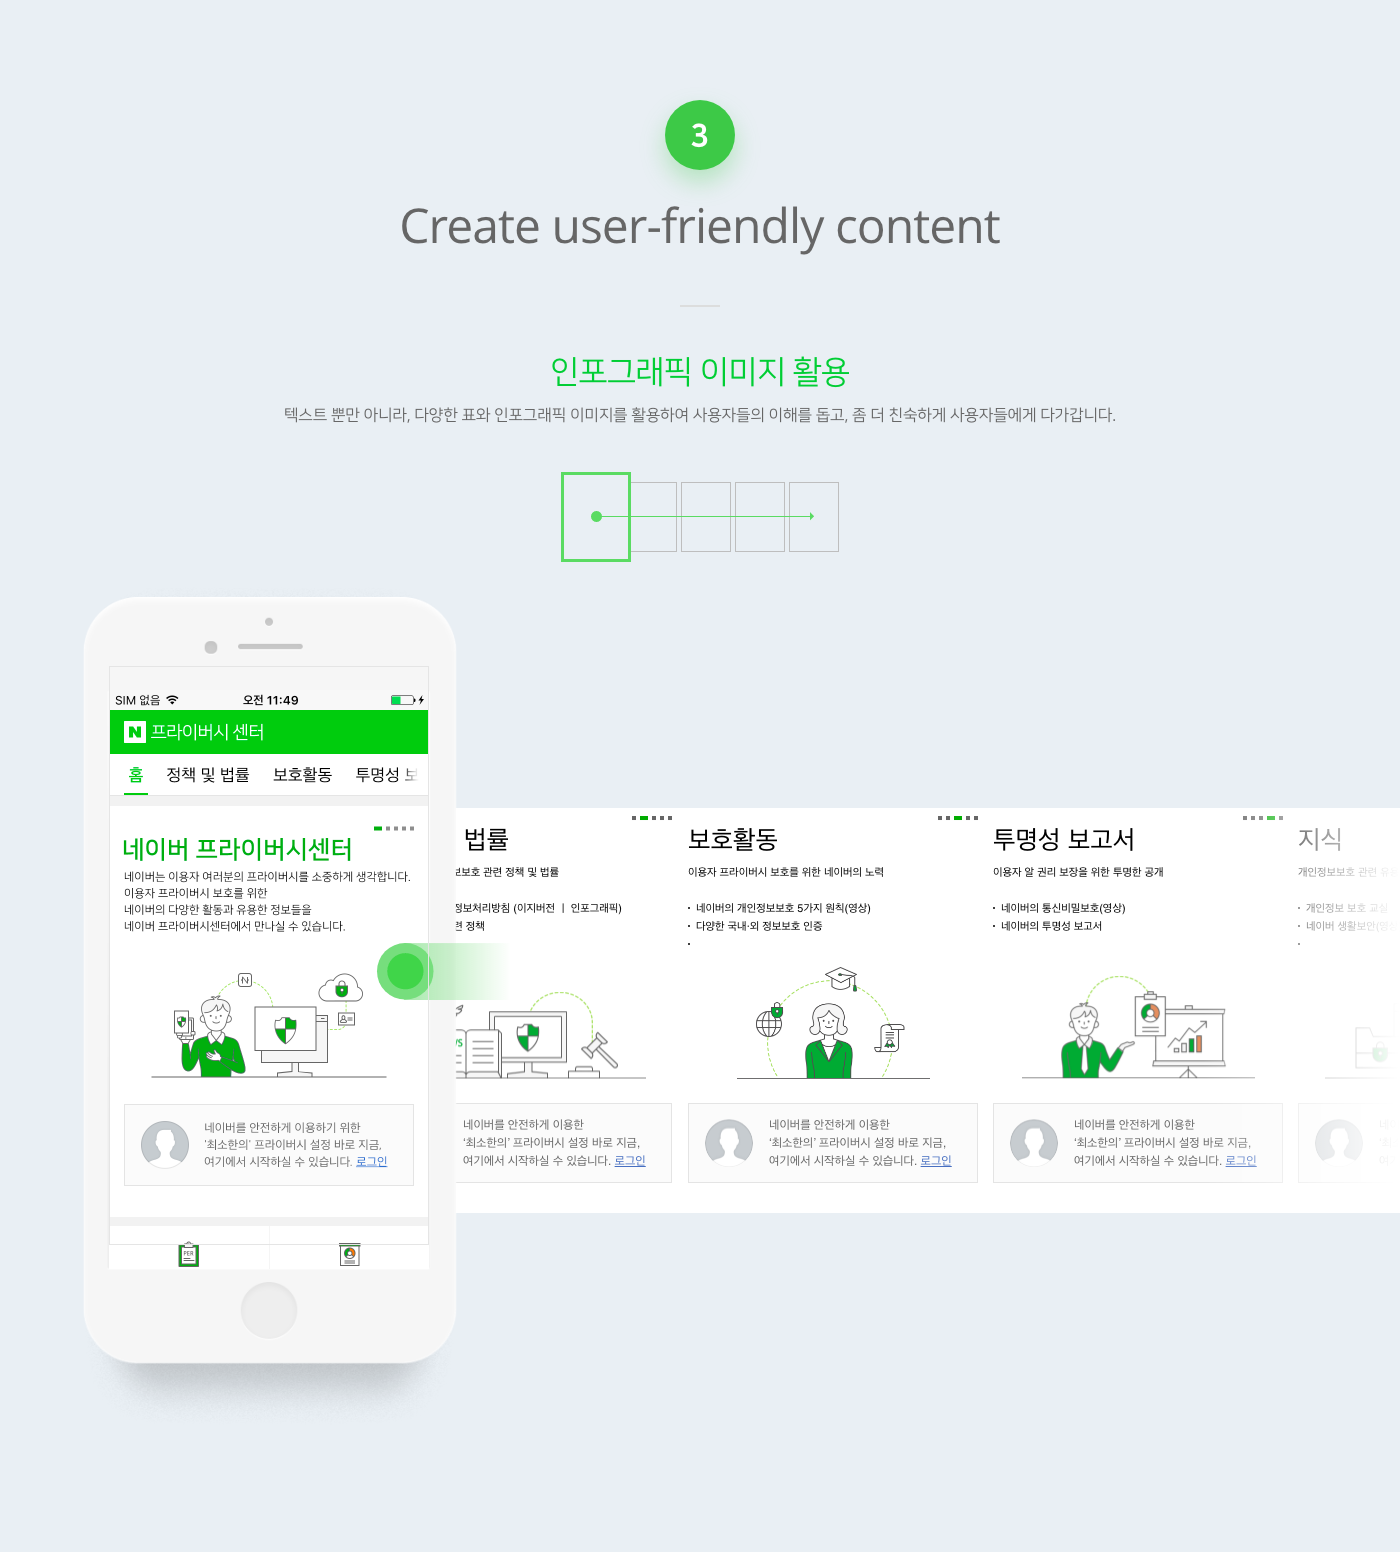 3
Create user-friendly content
인포그래픽 이미지 활용
텍스트 뿐만 아니라, 다양한 표와 인포그래픽 이미지를 활용하여 사용자들의 이해를 돕고, 좀 더 친숙하게 사용자들에게 다가갑니다.
SIM 없음 오전 11:49
N 프라이버시 센터
홈 정책 및 법률 보호활동 투명성
네이버 프라이버시센터
네이버는 이용자 여러분의 프라이버시를 소중하게 생각합니다.
이용자 프라이버시 보호를 위한
네이버의 다양한 활동과 유용한 정보들을
네이버 프라이버시센터에서 만나실 수 있습니다.
N
네이버를 안전하게 이용하기 위한
'최소한의' 프라이버시 설정 바로 지금,
여기에서 시작하실 수 있습니다. 로그인
PER
법률
관련 정책 및 법률
정보처리방침 (이지버전 | 인포그래픽)
정책
네이버를 안전하게 이용한
'최소한의' 프라이버시 설정 바로 지금,
여기에서 시작하실 수 있습니다. 로그인
보호활동
이용자 프라이버시 보호를 위한 네이버의 노력
· 네이버의 개인정보보호 5가지 원칙(영상)
· 다양한 국내·외 정보보호 인증
·
네이버를 안전하게 이용한
'최소한의' 프라이버시 설정 바로 지금,
여기에서 시작하실 수 있습니다. 로그인
투명성 보고서
이용자 알 권리 보장을 위한 투명한 공개
· 네이버의 통신비밀보호(영상)
· 네이버의 투명성 보고서
네이버를 안전하게 이용한
'최소한의' 프라이버시 설정 바로 지금,
여기에서 시작하실 수 있습니다. 로그인
지식
개인정보보호 관련
· 개인정보 보호 교실
· 네이버 생활보안(영상
·